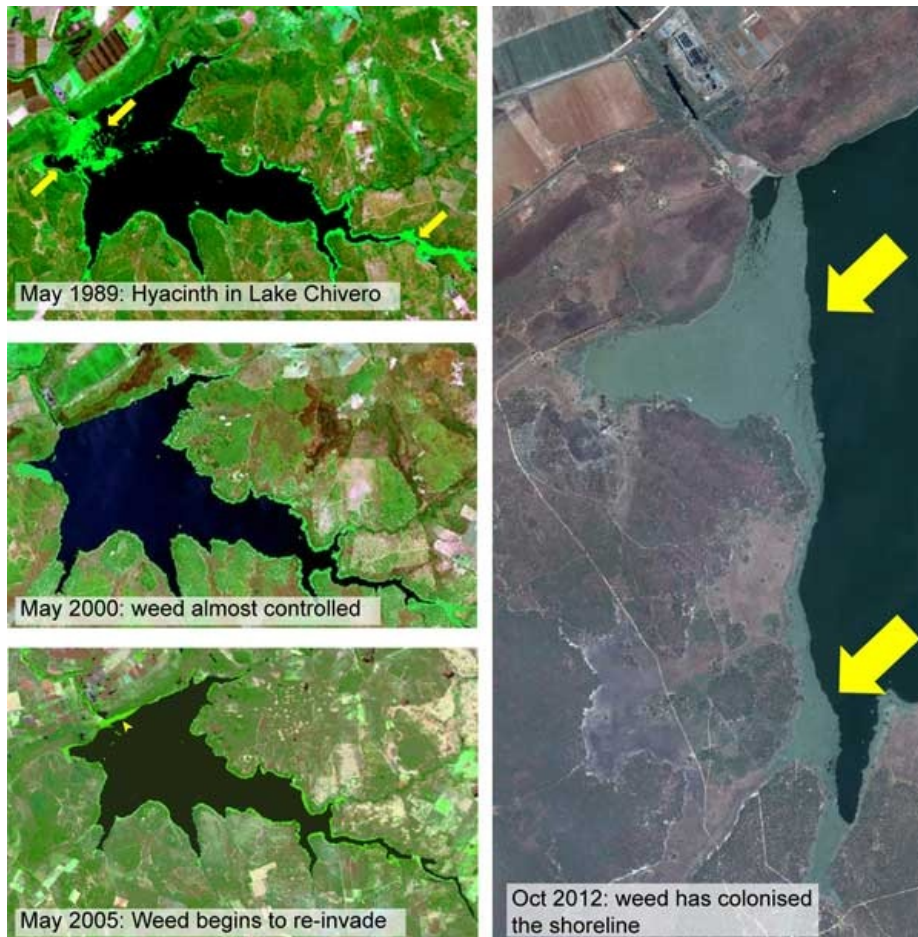 May 1989: Hyacinth in Lake Chivero
May 2000: weed almost controlled
May 2005: Weed begins to re-invade
Oct 2012: weed has colonised
the shoreline